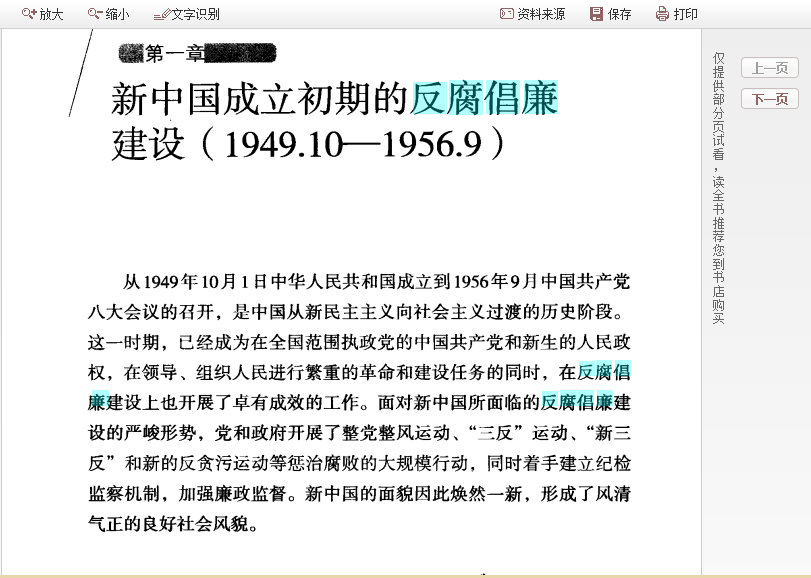 放大 缩小 文字识别 资料来源 保存 打印
第一章
新中国成立初期的反腐倡廉
建设（1949.10—1956.9）
从1949年10月1日中华人民共和国成立到1956年9月中国共产党
八大会议的召开，是中国从新民主主义向社会主义过渡的历史阶段。
这一时期，已经成为在全国范围执政党的中国共产党和新生的人民政
权，在领导、组织人民进行繁重的革命和建设任务的同时，在反腐倡
廉建设上也开展了卓有成效的工作。面对新中国所面临的反腐倡廉建
设的严峻形势，党和政府开展了整党整风运动、“三反”运动、“新三
反”和新的反贪污运动等惩治腐败的大规模行动，同时着手建立纪检
监察机制，加强廉政监督。新中国的面貌因此焕然一新，形成了风清
气正的良好社会风貌。
仅提供部分页试看，读全书推荐您到书店购买
上一页
下一页